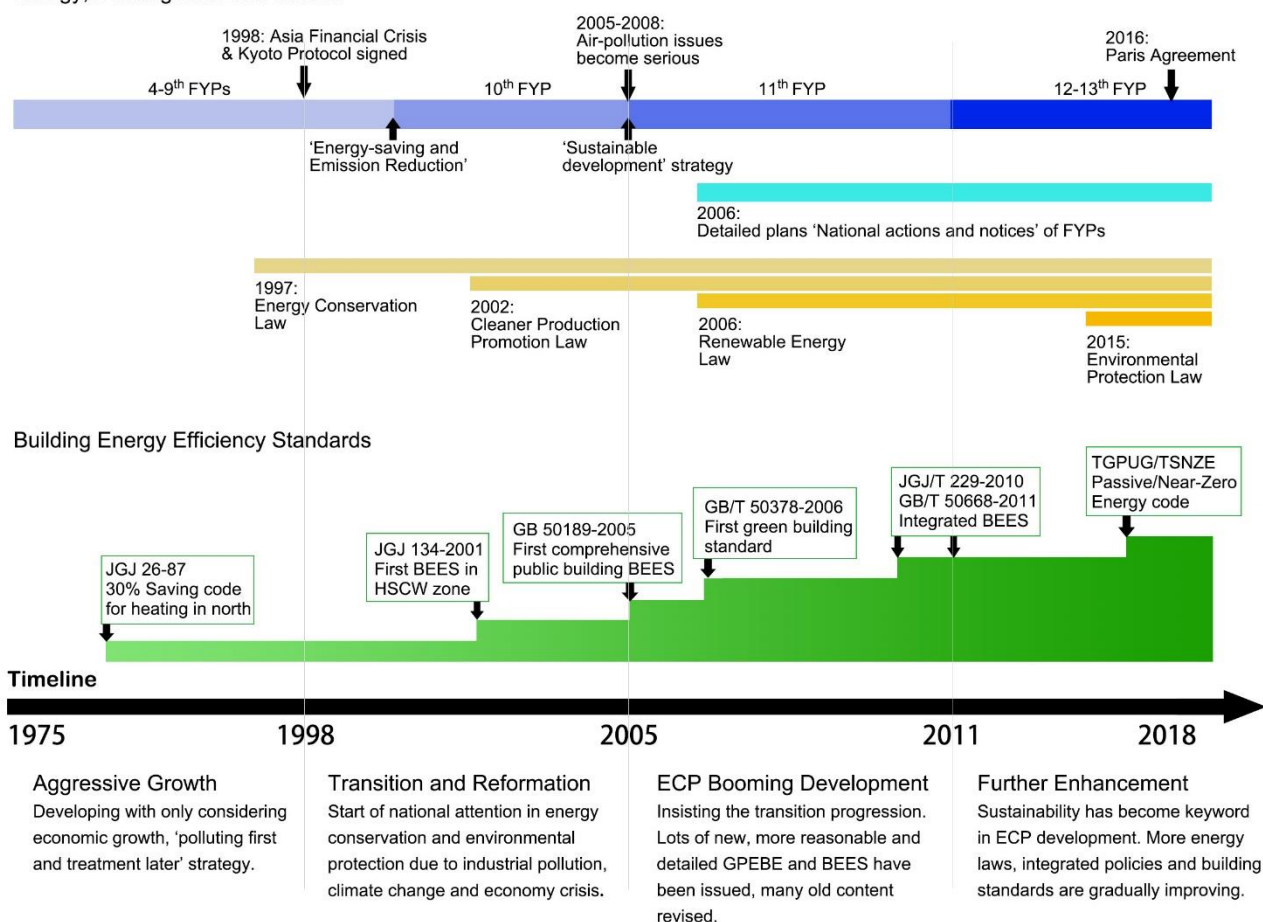 1998: Asia Financial Crisis
& Kyoto Protocol signed
2005-2008:
Air-pollution issues
become serious
2016:
Paris Agreement
4-9th FYPs
10th FYP
11th FYP
12-13th FYP
‘Energy-saving and
Emission Reduction’
‘Sustainable
development’ strategy
2006:
Detailed plans ‘National actions and notices’ of FYPs
1997:
Energy Conservation
Law
2002:
Cleaner Production
Promotion Law
2006:
Renewable Energy
Law
2015:
Environmental
Protection Law
Building Energy Efficiency Standards
JGJ 26-87
30% Saving code
for heating in north
JGJ 134-2001
First BEES in
HSCW zone
GB 50189-2005
First comprehensive
public building BEES
GB/T 50378-2006
First green building
standard
JGJ/T 229-2010
GB/T 50668-2011
Integrated BEES
TGPUG/TSNZE
Passive/Near-Zero
Energy code
Timeline
1975 1998 2005 2011 2018
Aggressive Growth
Developing with only considering
economic growth, ‘polluting first
and treatment later’ strategy.
Transition and Reformation
Start of national attention in energy
conservation and environmental
protection due to industrial pollution,
climate change and economy crisis.
ECP Booming Development
Insisting the transition progression.
Lots of new, more reasonable and
detailed GPEBE and BEES have
been issued, many old content
revised.
Further Enhancement
Sustainability has become keyword
in ECP development. More energy
laws, integrated policies and building
standards are gradually improving.